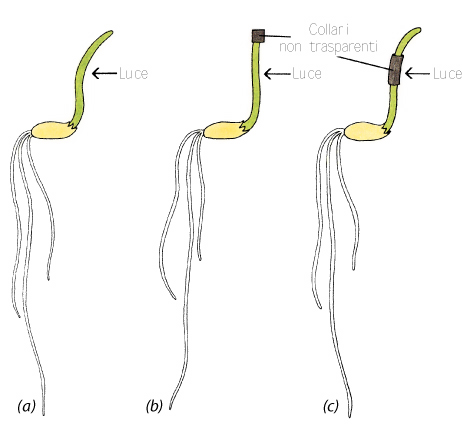 Collari
non trasparenti
Luce
Luce
Luce
(a)
(b)
(c)